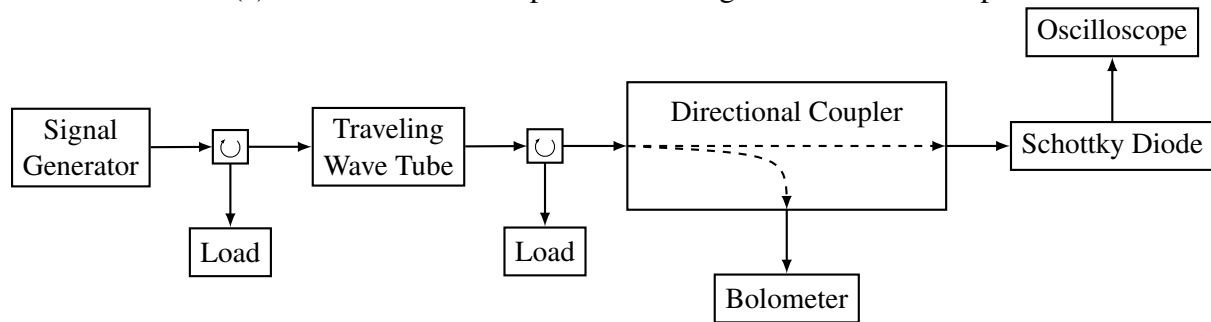 Oscilloscope
Directional Coupler
Signal
Generator
Traveling
Wave Tube
Schottky Diode
Load
Load
Bolometer